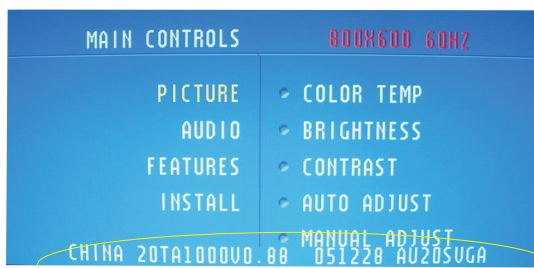 MAIN CONTROLS 800X600 60HZ
PICTURE COLOR TEMP
AUDIO BRIGHTNESS
FEATURES CONTRAST
INSTALL AUTO ADJUST
MANUAL ADJUST
CHINA 20TA1000V0.88 051228 AU20SVGA